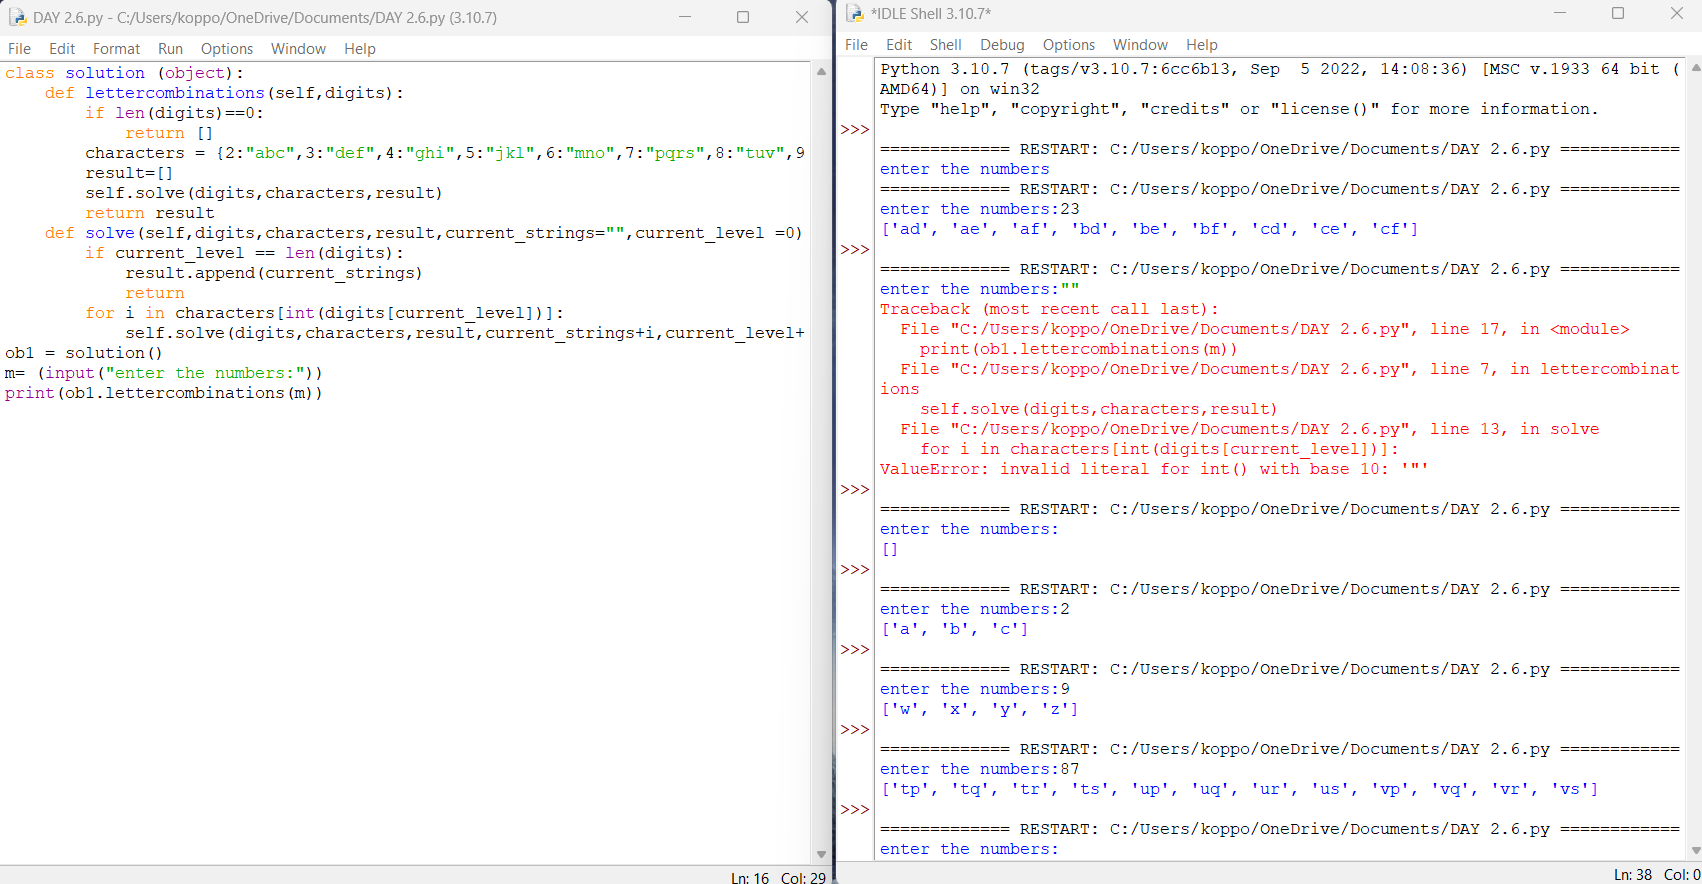 DAY 2.6.py - C:/Users/koppo/OneDrive/Documents/DAY 2.6.py (3.10.7)
File Edit Format Run Options Window Help
class solution (object):
    def lettercombinations(self,digits):
        if len(digits)==0:
            return []
        characters = {2:"abc",3:"def",4:"ghi",5:"jkl",6:"mno",7:"pqrs",8:"tuv",9
        result=[]
        self.solve(digits,characters,result)
        return result
    def solve(self,digits,characters,result,current_strings="",current_level =0)
        if current_level == len(digits):
            result.append(current_strings)
            return
        for i in characters[int(digits[current_level])]:
            self.solve(digits,characters,result,current_strings+i,current_level+
ob1 = solution()
m= (input("enter the numbers:"))
print(ob1.lettercombinations(m))
Ln: 16 Col: 29
*IDLE Shell 3.10.7*
File Edit Shell Debug Options Window Help
Python 3.10.7 (tags/v3.10.7:6cc6b13, Sep  5 2022, 14:08:36) [MSC v.1933 64 bit (
AMD64)] on win32
Type "help", "copyright", "credits" or "license()" for more information.
>>>
============= RESTART: C:/Users/koppo/OneDrive/Documents/DAY 2.6.py ============
enter the numbers
============= RESTART: C:/Users/koppo/OneDrive/Documents/DAY 2.6.py ============
enter the numbers:23
['ad', 'ae', 'af', 'bd', 'be', 'bf', 'cd', 'ce', 'cf']
>>>
============= RESTART: C:/Users/koppo/OneDrive/Documents/DAY 2.6.py ============
enter the numbers:""
Traceback (most recent call last):
  File "C:/Users/koppo/OneDrive/Documents/DAY 2.6.py", line 17, in <module>
    print(ob1.lettercombinations(m))
  File "C:/Users/koppo/OneDrive/Documents/DAY 2.6.py", line 7, in lettercombinat
ions
    self.solve(digits,characters,result)
  File "C:/Users/koppo/OneDrive/Documents/DAY 2.6.py", line 13, in solve
    for i in characters[int(digits[current_level])]:
ValueError: invalid literal for int() with base 10: '"'
>>>
============= RESTART: C:/Users/koppo/OneDrive/Documents/DAY 2.6.py ============
enter the numbers:
[]
>>>
============= RESTART: C:/Users/koppo/OneDrive/Documents/DAY 2.6.py ============
enter the numbers:2
['a', 'b', 'c']
>>>
============= RESTART: C:/Users/koppo/OneDrive/Documents/DAY 2.6.py ============
enter the numbers:9
['w', 'x', 'y', 'z']
>>>
============= RESTART: C:/Users/koppo/OneDrive/Documents/DAY 2.6.py ============
enter the numbers:87
['tp', 'tq', 'tr', 'ts', 'up', 'uq', 'ur', 'us', 'vp', 'vq', 'vr', 'vs']
>>>
============= RESTART: C:/Users/koppo/OneDrive/Documents/DAY 2.6.py ============
enter the numbers:
Ln: 38 Col: 0